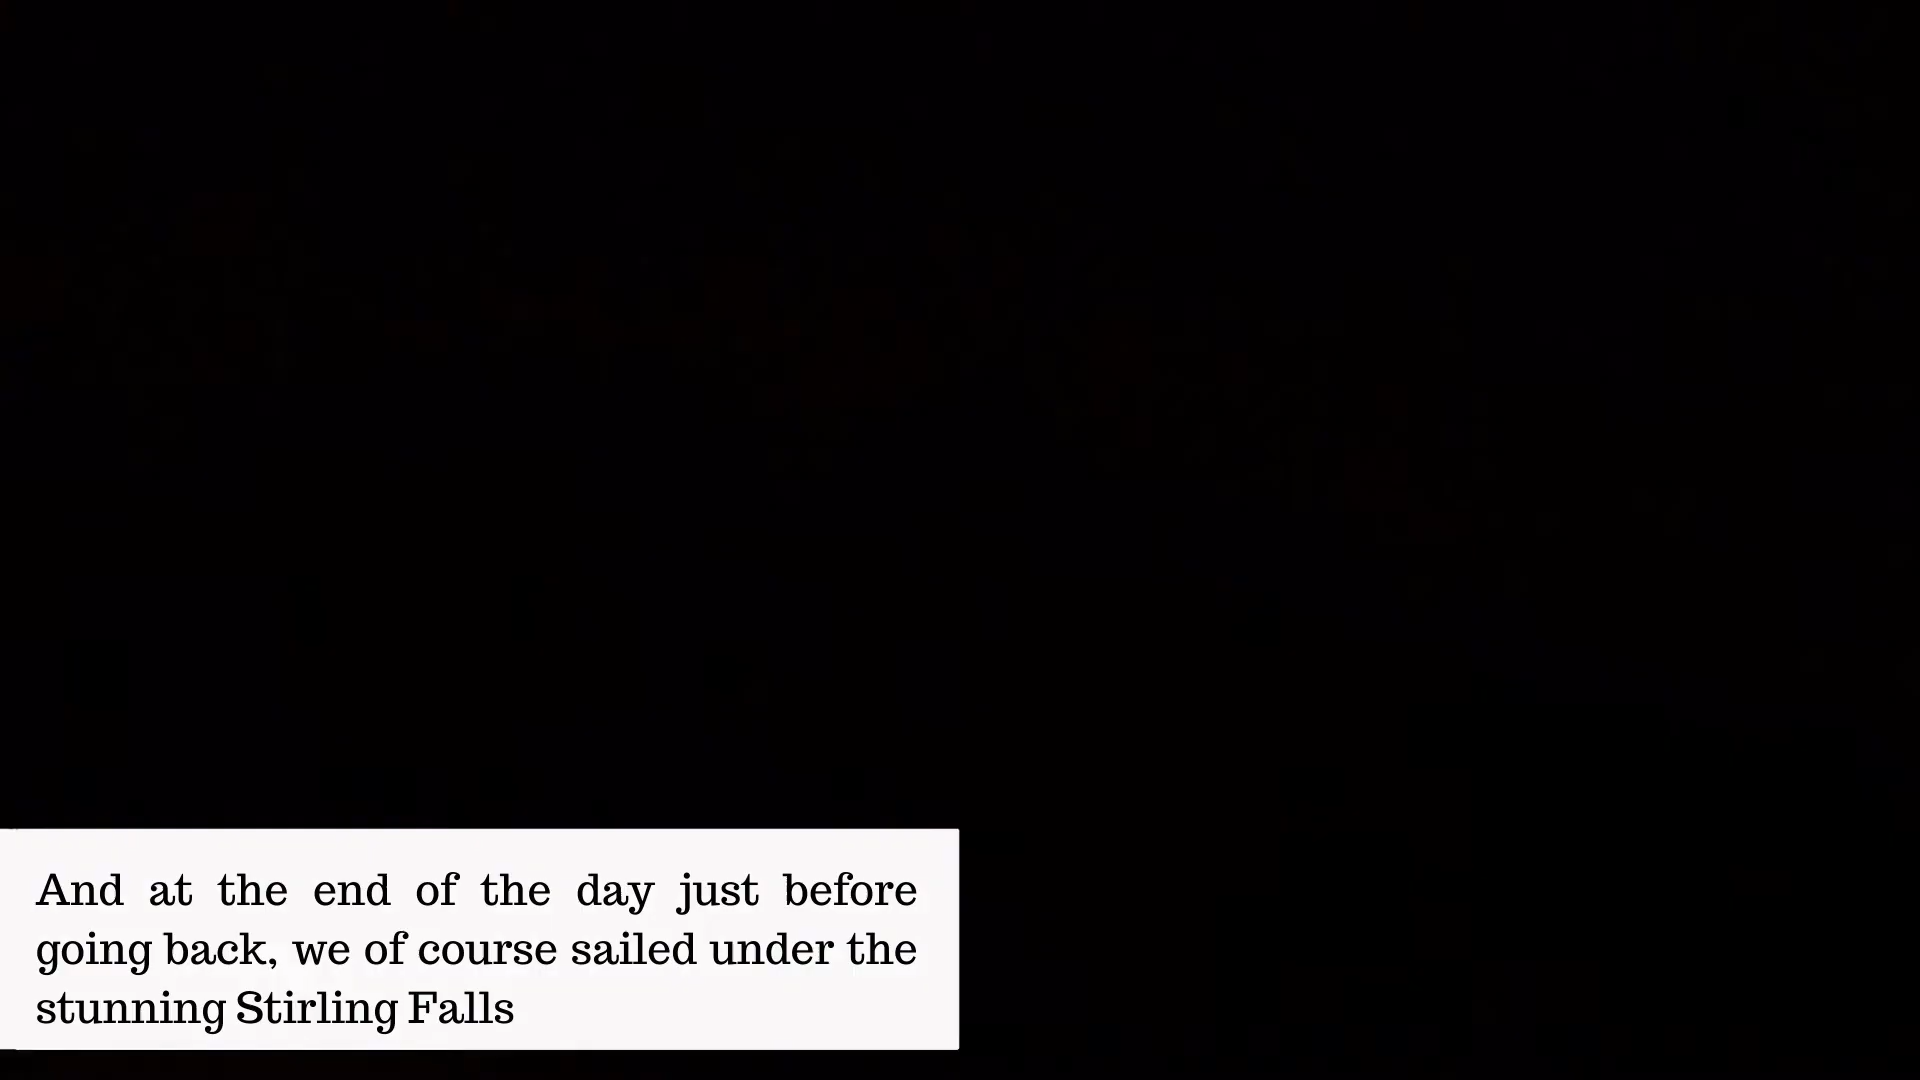 And at the end of the day just before
going back, we of course sailed under the
stunning Stirling Falls